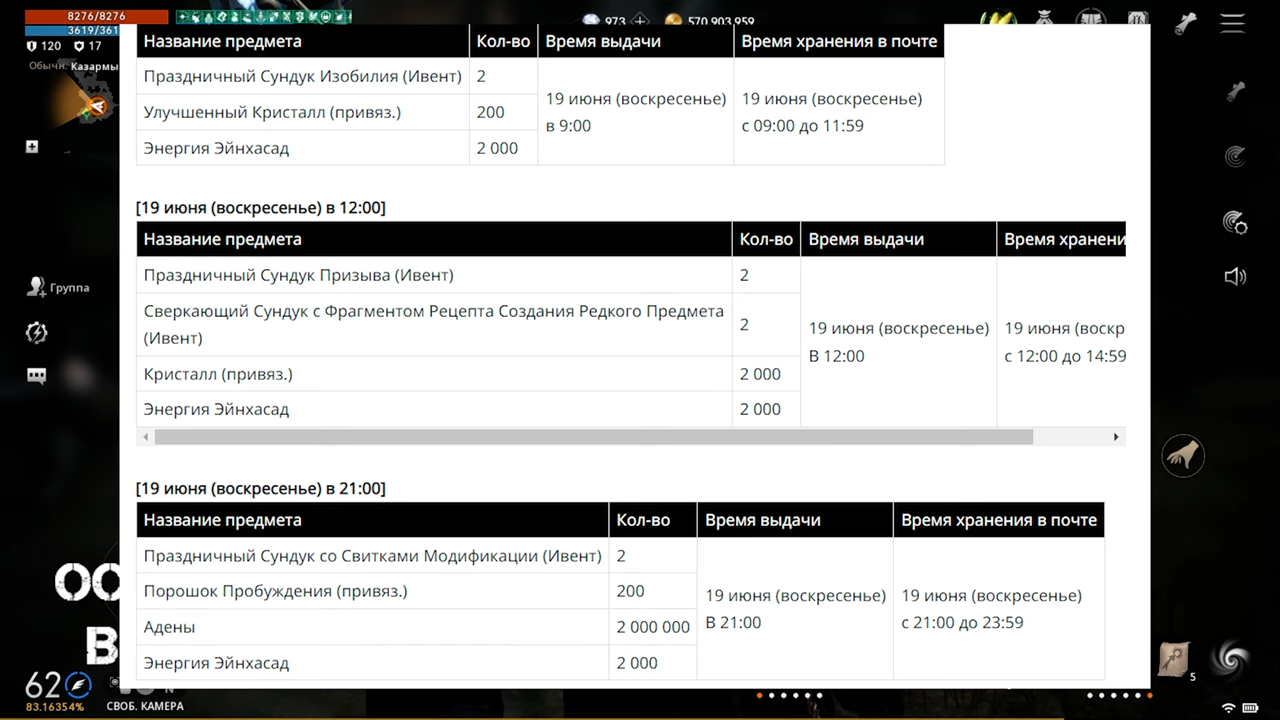 8276/8276
973
570 903 959
3619/361
120 17
Обычн. Казармы
Название предмета Кол-во Время выдачи Время хранения в почте
Праздничный Сундук Изобилия (Ивент) 2
19 июня (воскресенье) 19 июня (воскресенье)
Улучшенный Кристалл (привяз.) 200
в 9:00 с 09:00 до 11:59
Энергия Эйнхасад 2 000
[19 июня (воскресенье) в 12:00]
Название предмета Кол-во Время выдачи Время хранени
Праздничный Сундук Призыва (Ивент) 2
Сверкающий Сундук с Фрагментом Рецепта Создания Редкого Предмета
(Ивент) 2
19 июня (воскресенье) 19 июня (воскр
В 12:00 с 12:00 до 14:59
Кристалл (привяз.) 2 000
Энергия Эйнхасад 2 000
Группа
[19 июня (воскресенье) в 21:00]
Название предмета Кол-во Время выдачи Время хранения в почте
Праздничный Сундук со Свитками Модификации (Ивент) 2
Порошок Пробуждения (привяз.) 200
19 июня (воскресенье) 19 июня (воскресенье)
В 21:00 с 21:00 до 23:59
Адены 2 000 000
Энергия Эйнхасад 2 000
ОС
В
62
83.16354%
СВОБ. КАМЕРА
5